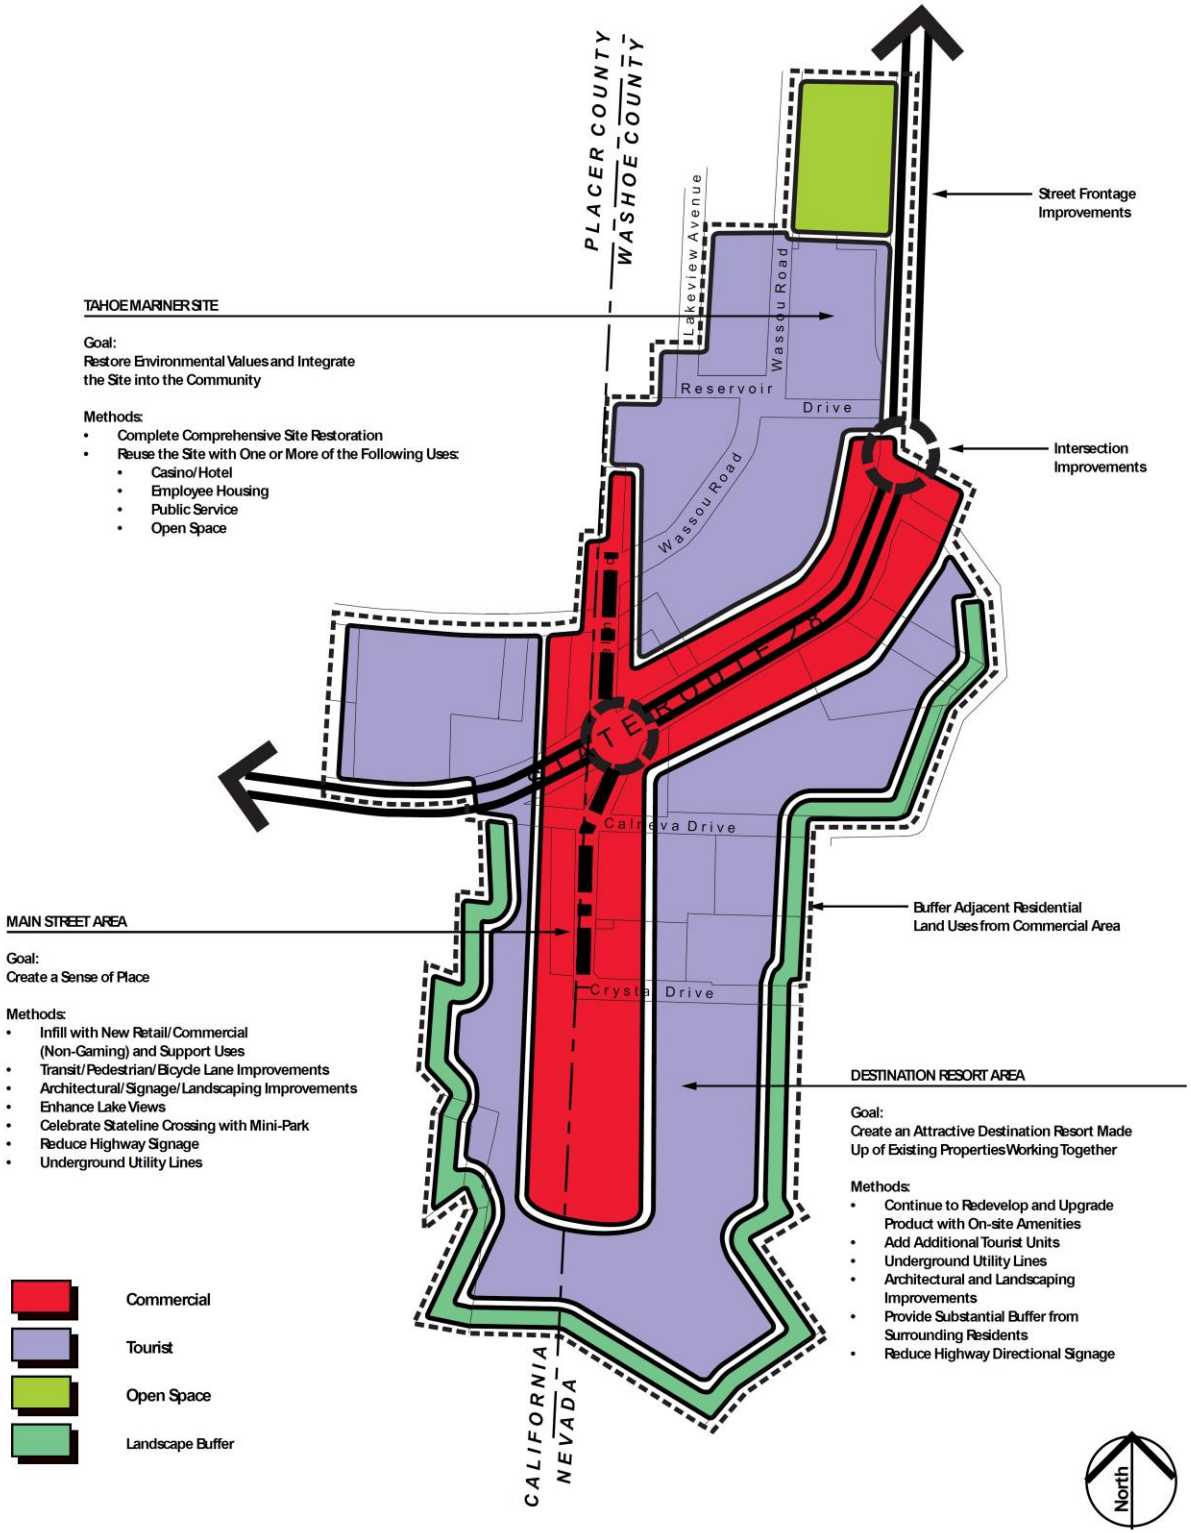 PLACER COUNTY
WASHOE COUNTY
Street Frontage
Improvements
Lakeview Avenue
Wassou Road
TAHOE MARINER SITE
Goal:
Restore Environmental Values and Integrate
the Site into the Community
Methods:
• Complete Comprehensive Site Restoration
• Reuse the Site with One or More of the Following Uses:
• Casino/Hotel
• Employee Housing
• Public Service
• Open Space
Reservoir
Drive
Intersection
Improvements
Wassou Road
STATE ROUTE 28
Calneva Drive
Buffer Adjacent Residential
Land Uses from Commercial Area
MAIN STREET AREA
Goal:
Create a Sense of Place
Methods:
• Infill with New Retail/Commercial
(Non-Gaming) and Support Uses
• Transit/Pedestrian/Bicycle Lane Improvements
• Architectural/Signage/Landscaping Improvements
• Enhance Lake Views
• Celebrate Stateline Crossing with Mini-Park
• Reduce Highway Signage
• Underground Utility Lines
Crystal Drive
DESTINATION RESORT AREA
Goal:
Create an Attractive Destination Resort Made
Up of Existing Properties Working Together
Methods:
• Continue to Redevelop and Upgrade
Product with On-site Amenities
• Add Additional Tourist Units
• Underground Utility Lines
• Architectural and Landscaping
Improvements
• Provide Substantial Buffer from
Surrounding Residents
• Reduce Highway Directional Signage
Commercial
Tourist
Open Space
Landscape Buffer
CALIFORNIA
NEVADA
North